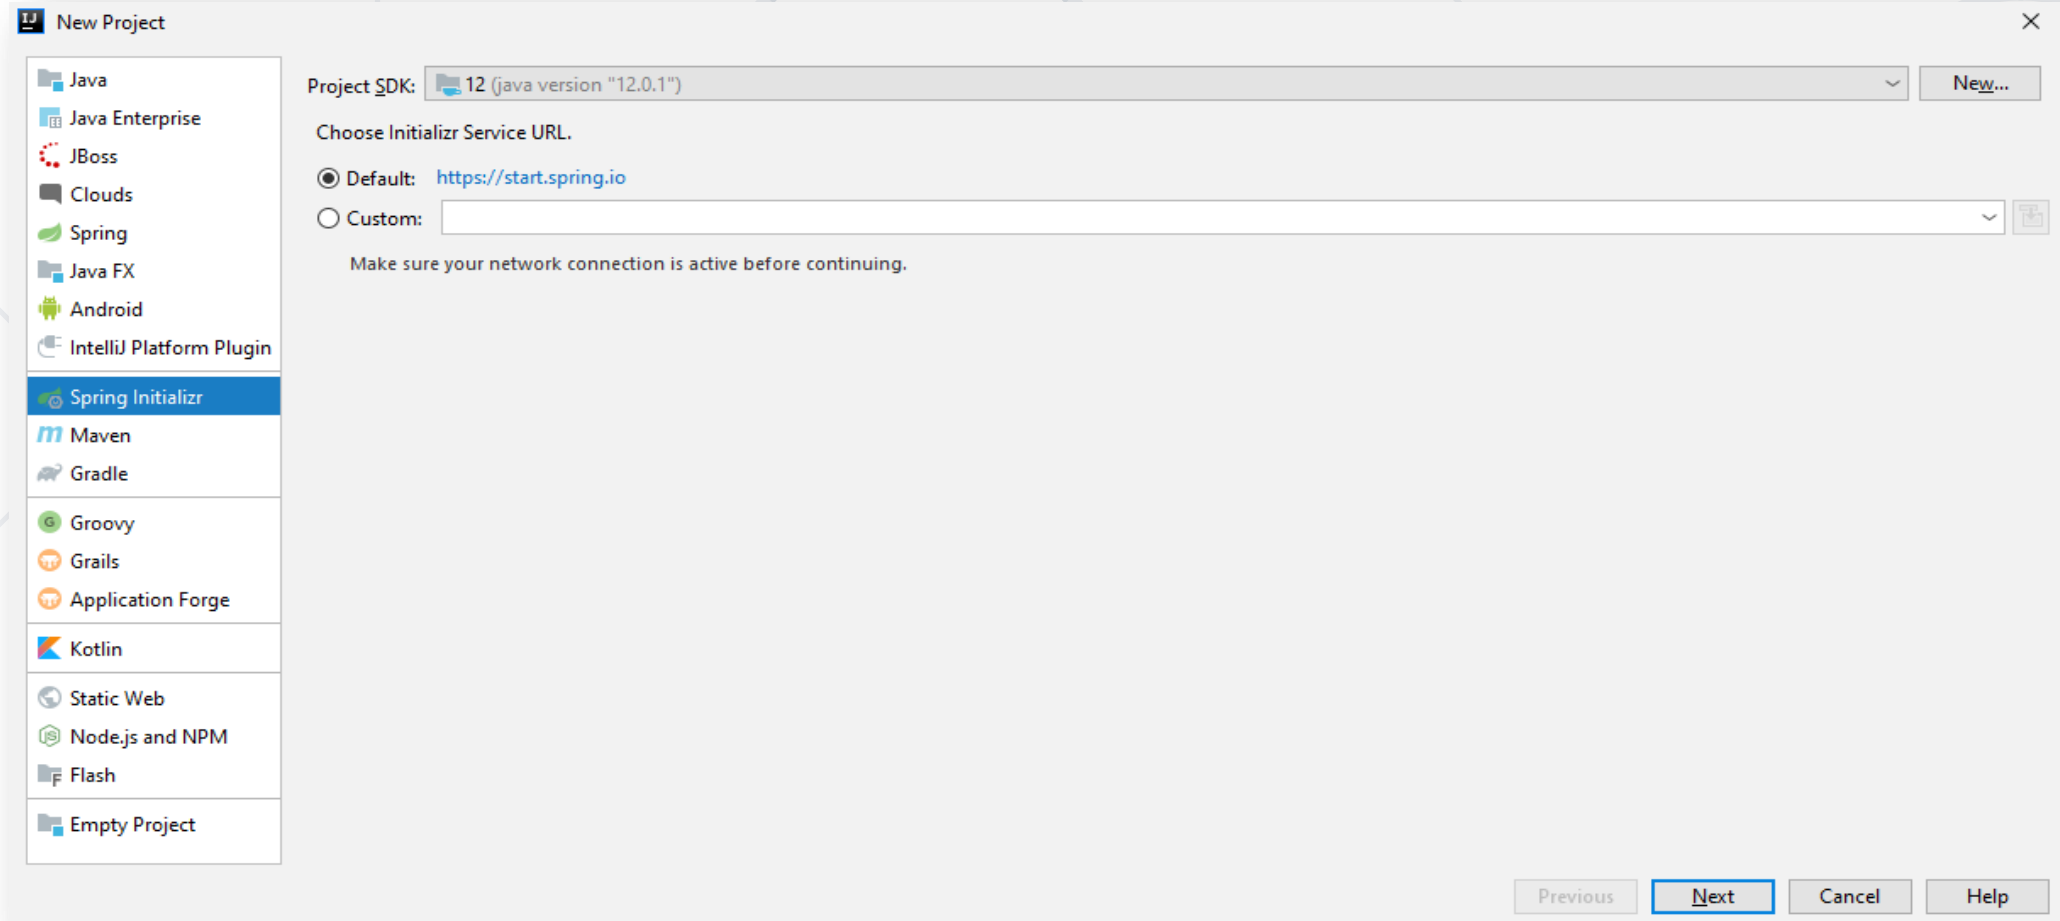 New Project
Java
Java Enterprise
JBoss
Clouds
Spring
Java FX
Android
IntelliJ Platform Plugin
Spring Initializr
Maven
Gradle
Groovy
Grails
Application Forge
Kotlin
Static Web
Node.js and NPM
Flash
Empty Project
Project SDK: 12 (java version "12.0.1") New...
Choose Initializr Service URL.
Default: https://start.spring.io
Custom:
Make sure your network connection is active before continuing.
Previous Next Cancel Help